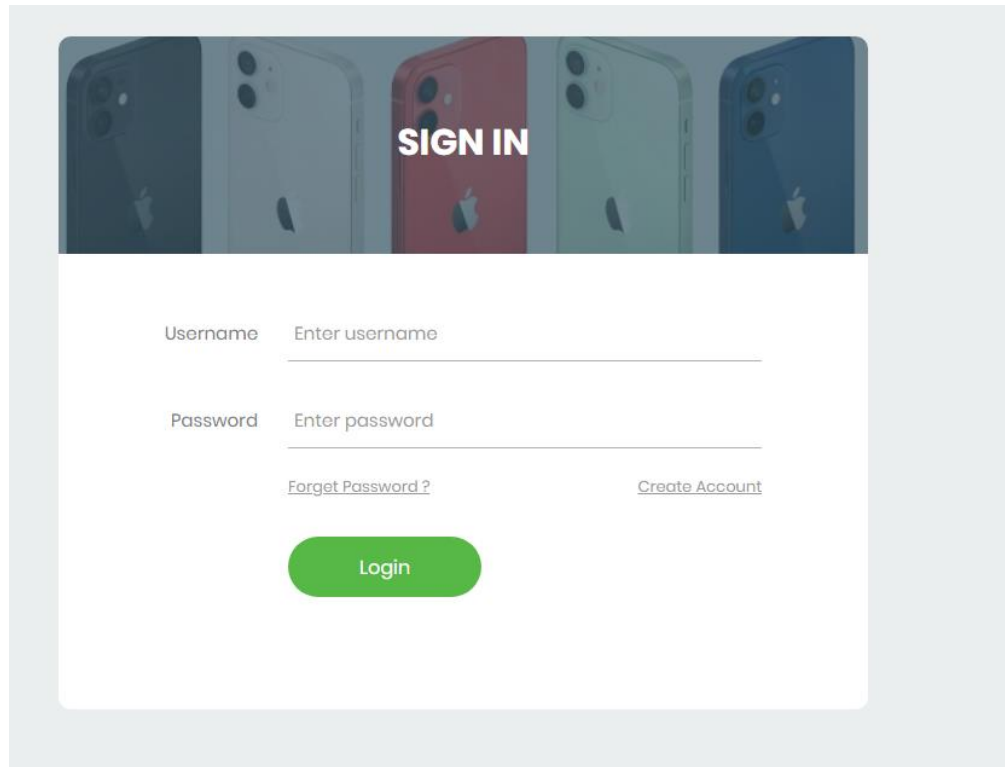 SIGN IN
Username Enter username
Password Enter password
Forget Password ? Create Account
Login